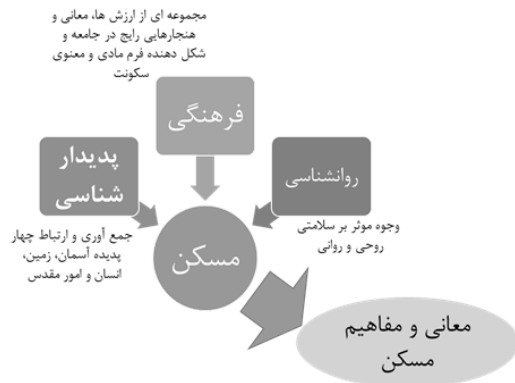 مجموعه ای از ارزش ها، معانی و
هنجارهایی رایج در جامعه و
شکل دهنده فرم مادی و معنوی
سکونت
فرهنگی
پدیدار
شناسی
روانشناسی
جمع آوری و ارتباط چهار
پدیده آسمان، زمین،
انسان و امور مقدس
وجوه موثر بر سلامتی
روحی و روانی
مسکن
معانی و مفاهیم
مسکن